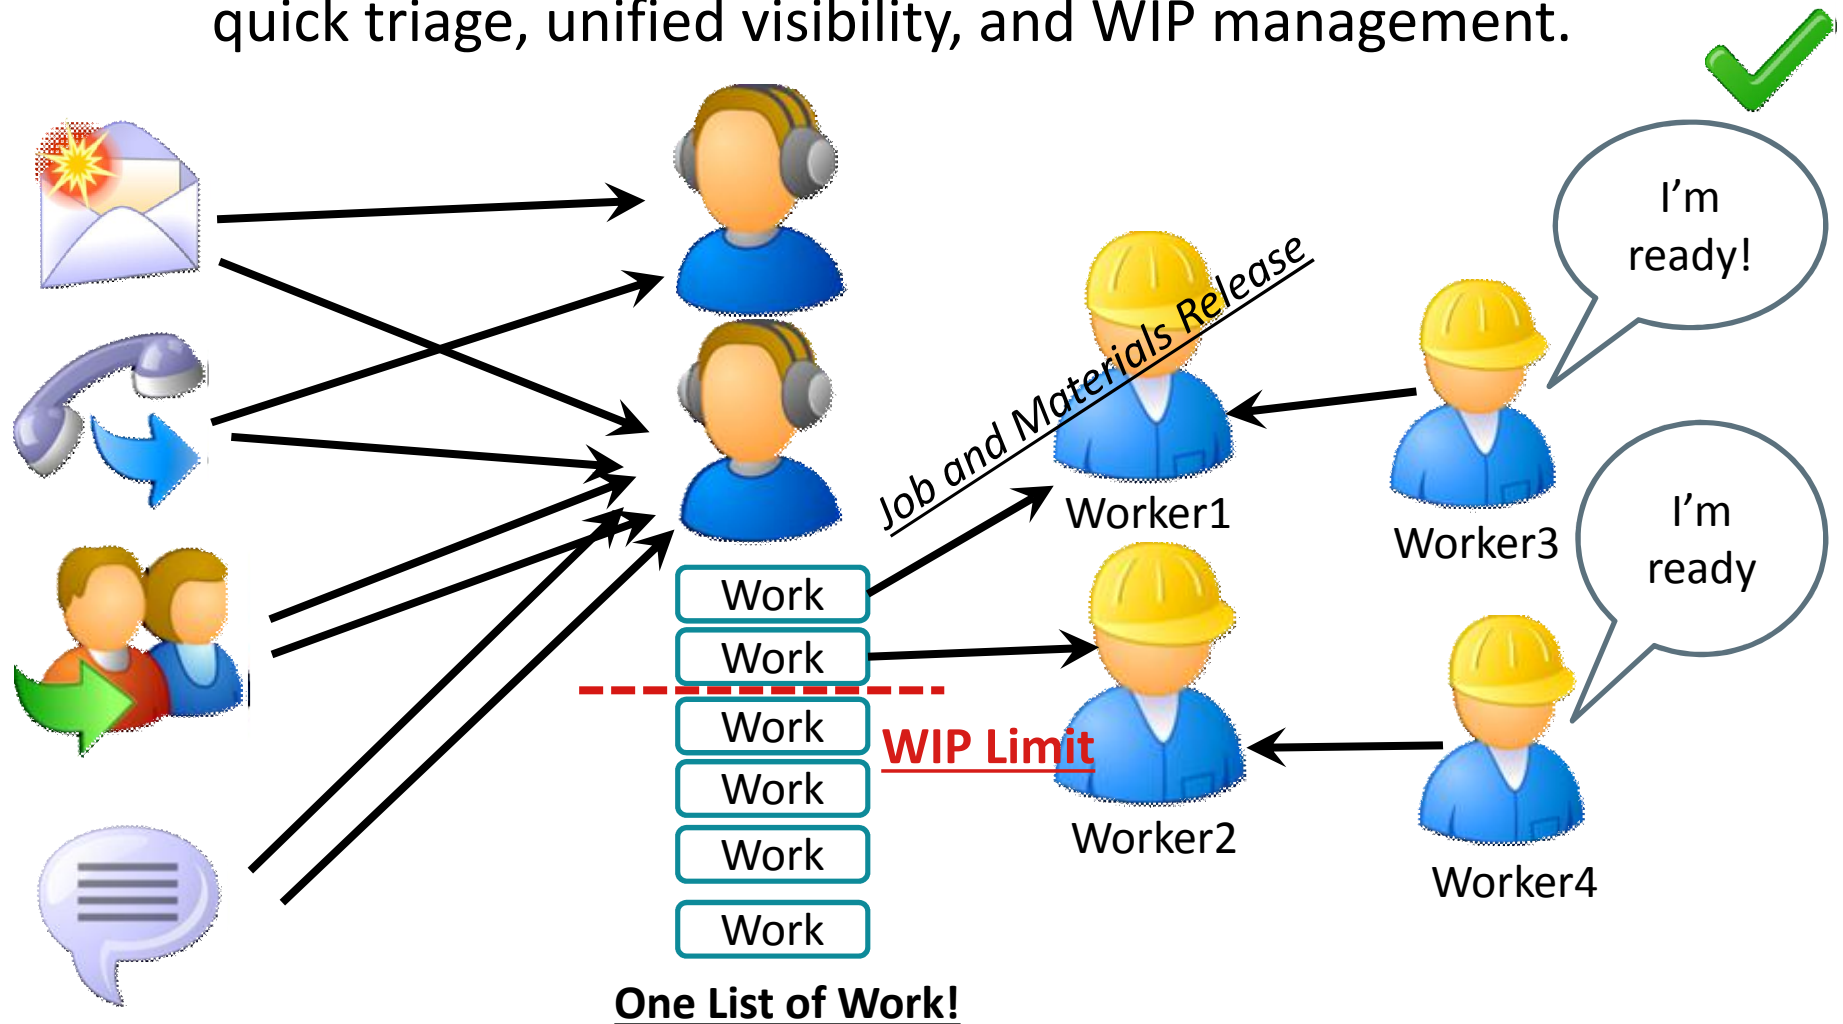 quick triage, unified visibility, and WIP management.
I'm
ready!
Job and Materials Release
Worker1
Worker3
I'm
ready
Work
Work
Work
WIP Limit
Work
Work
Work
Worker2
Worker4
One List of Work!